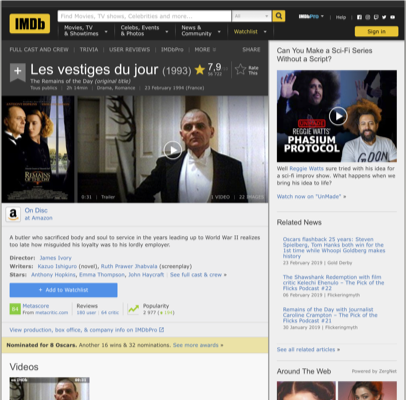 IMDb
Find Movies, TV shows, Celebrities and more...
All
Movies, TV
& Showtimes
Celebs, Events
& Photos
News &
Community
Watchlist
IMDbPro
Help
Sign in
FULL CAST AND CREW | TRIVIA | USER REVIEWS | IMDbPro | MORE
SHARE
Les vestiges du jour (1993)
7,9
Rate
This
The Remains of the Day (original title)
Tous publics | 2h 14min | Drama, Romance | 23 February 1994 (France)
2:31 | Trailer
1 VIDEO | 22 IMAGES
On Disc
at Amazon
A butler who sacrificed body and soul to service in the years leading up to World War II realizes
too late how misguided his loyalty was to his lordly employer.
Director: James Ivory
Writers: Kazuo Ishiguro (novel), Ruth Prawer Jhabvala (screenplay)
Stars: Anthony Hopkins, Emma Thompson, John Haycraft | See full cast & crew »
+ Add to Watchlist
Metascore
From metacritic.com
Reviews
Popularity
View production, box office, & company info on IMDbPro
Nominated for 8 Oscars. Another 16 wins & 32 nominations. See more awards »
Videos
Can You Make a Sci-Fi Series
Without a Script?
REGGIE WATTS'
PHASIUM
PROTOCOL
Well Reggie Watts sure tried with his idea for
a sci-fi improv show. What happens when we
bring his idea to life?
Watch now on "UnMade" »
Related News
Oscars flashback 25 years: Steven
Spielberg, Tom Hanks both win for the
1st time while Whoopi Goldberg makes
history
23 February 2019 | Gold Derby
The Shawshank Redemption with film
critic Kelechi Ehenulo – The Pick of the
Flicks Podcast #22
06 February 2019 | Flickeringmyth
Remains of the Day with journalist
Caroline Crampton – The Pick of the
Flicks Podcast #21
30 January 2019 | Flickeringmyth
See all related articles »
Around The Web
Powered by ZergNet